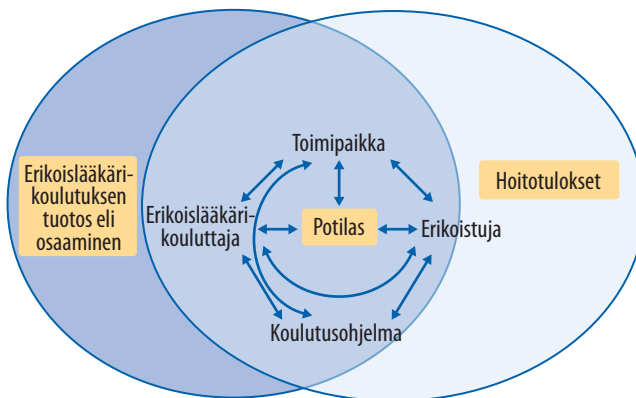 Erikoislääkäri-
koulutuksen
tuotos eli
osaaminen
Toimipaikka
Erikoislääkäri-
kouluttaja
Potilas
Erikoistuja
Koulutusohjelma
Hoitotulokset